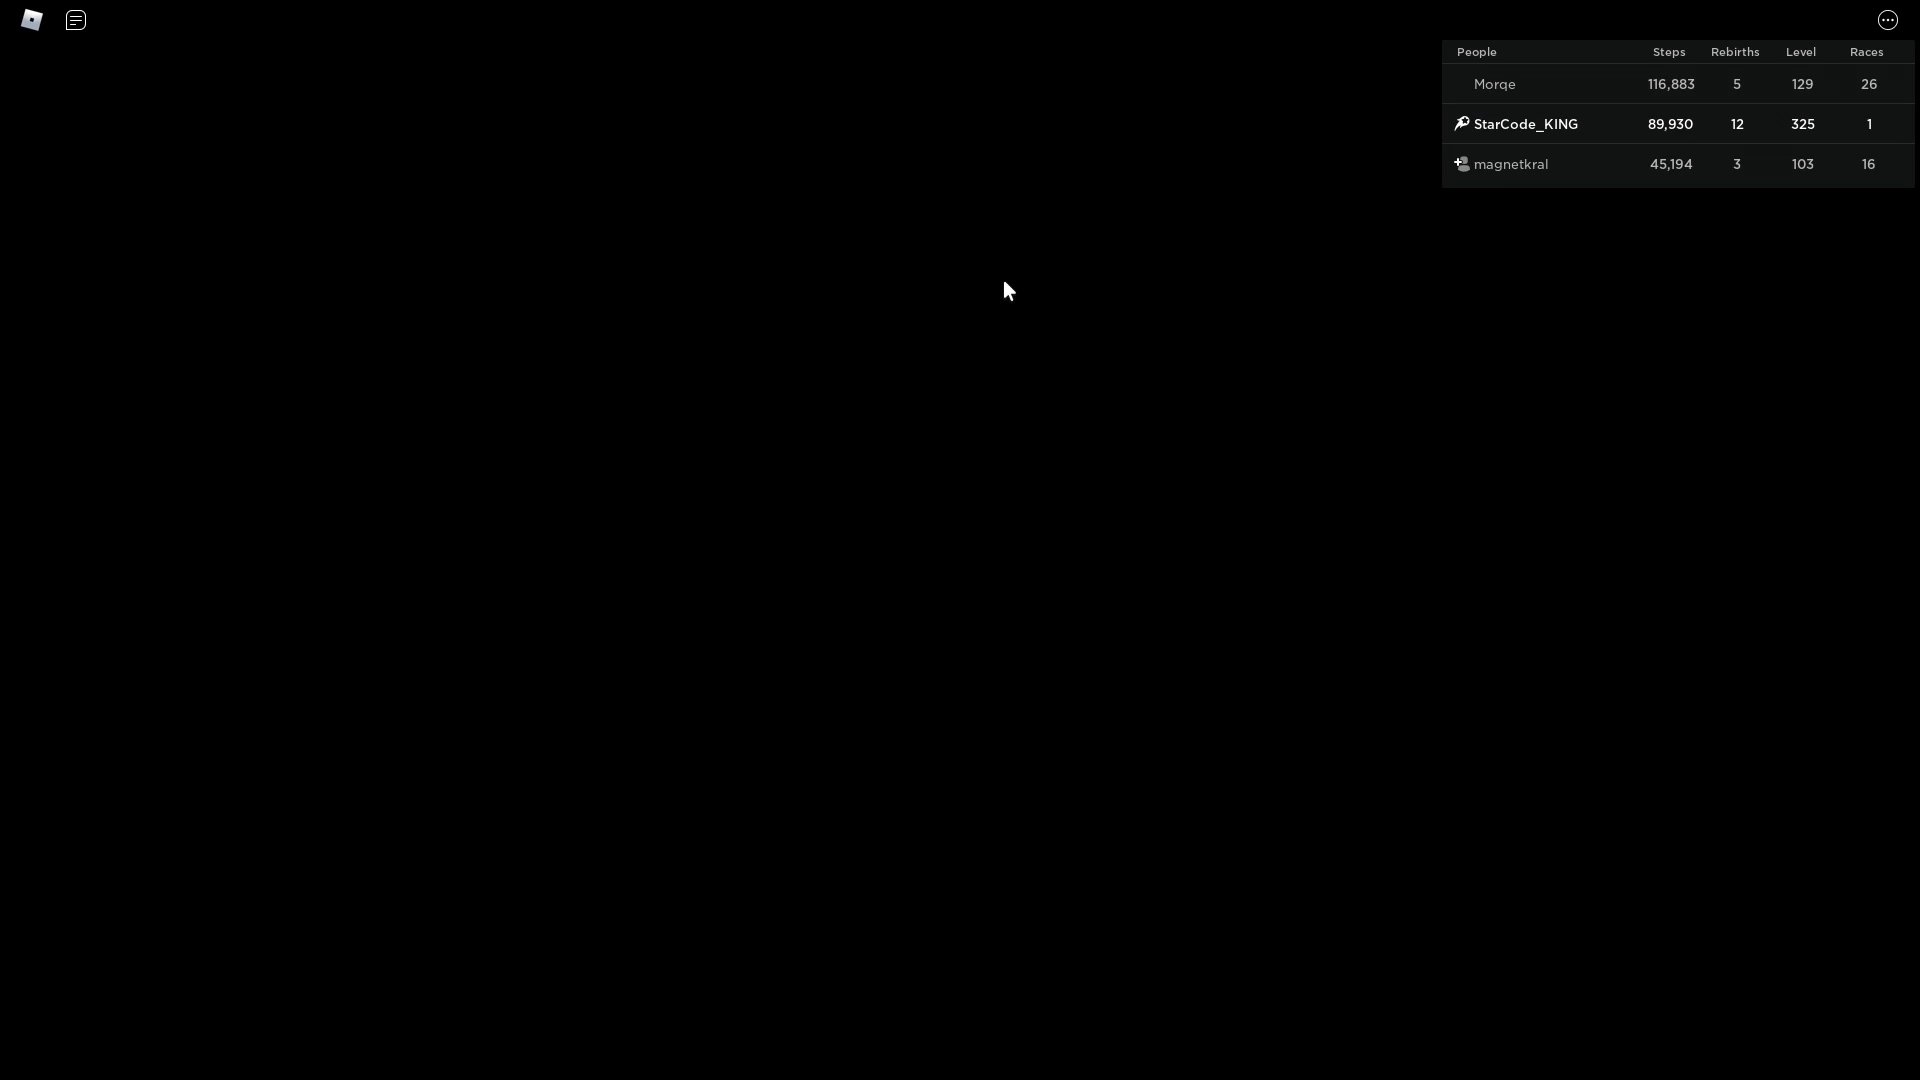 People Steps Rebirths Level Races
Morqe 116,883 5 129 26
StarCode_KING 89,930 12 325 1
magnetkral 45,194 3 103 16